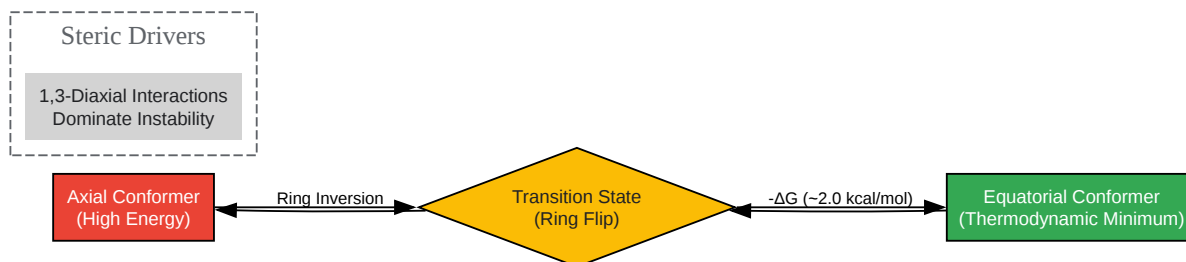 Steric Drivers
1,3-Diaxial Interactions
Dominate Instability
Axial Conformer
(High Energy)
Ring Inversion
Transition State
(Ring Flip)
-ΔG (~2.0 kcal/mol)
Equatorial Conformer
(Thermodynamic Minimum)